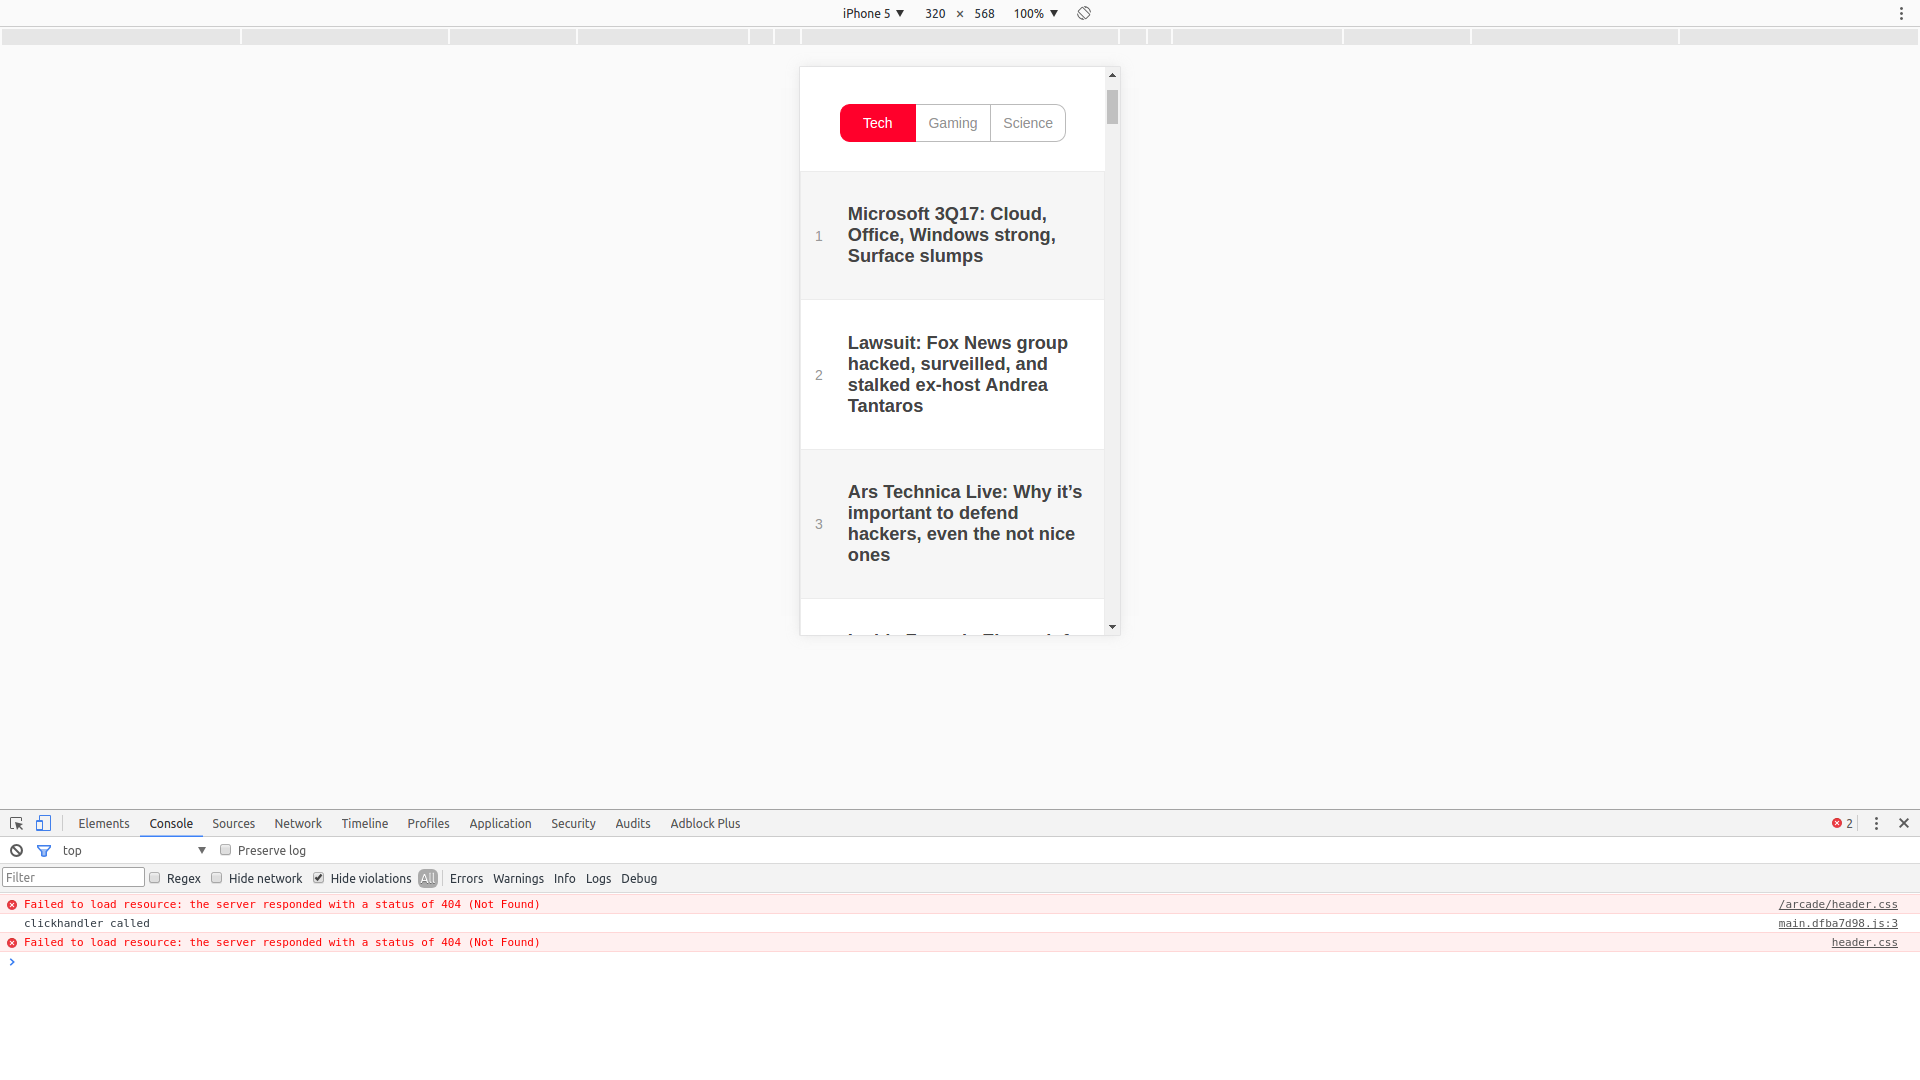 iPhone 5 ▼ 320 × 568 100% ▼
Tech Gaming Science
1
Microsoft 3Q17: Cloud,
Office, Windows strong,
Surface slumps
2
Lawsuit: Fox News group
hacked, surveilled, and
stalked ex-host Andrea
Tantaros
3
Ars Technica Live: Why it’s
important to defend
hackers, even the not nice
ones
Elements Console Sources Network Timeline Profiles Application Security Audits Adblock Plus 2
top ▼ Preserve log
Filter Regex Hide network Hide violations All Errors Warnings Info Logs Debug
Failed to load resource: the server responded with a status of 404 (Not Found) /arcade/header.css
clickhandler called main.dfba7d98.js:3
Failed to load resource: the server responded with a status of 404 (Not Found) header.css